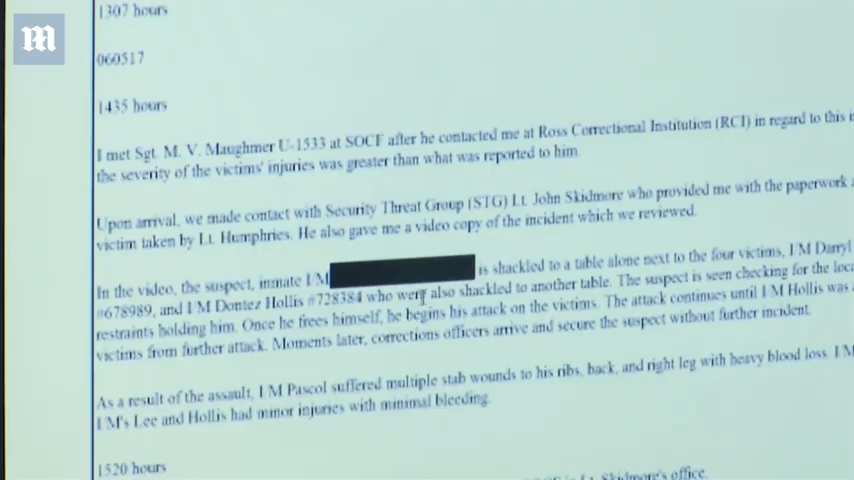 m
1307 hours
060517
1435 hours
I met Sgt. M. V. Maughmer U-1533 at SOCF after he contacted me at Ross Correctional Institution (RCI) in regard to this
the severity of the victims' injuries was greater than what was reported to him.
Upon arrival, we made contact with Security Threat Group (STG) Lt. John Skidmore who provided me with the paperwork
victim taken by Lt. Humphries. He also gave me a video copy of the incident which we reviewed.
In the video, the suspect, inmate I/M is shackled to a table alone next to the four victims, I/M Darryl
#678989, and I/M Dontez Hollis #728384 who were also shackled to another table. The suspect is seen checking for the
restraints holding him. Once he frees himself, he begins his attack on the victims. The attack continues until I/M Hollis was
victims from further attack. Moments later, corrections officers arrive and secure the suspect without further incident.
As a result of the assault, I/M Pascol suffered multiple stab wounds to his ribs, back, and right leg with heavy blood loss. I/M
I/M's Lee and Hollis had minor injuries with minimal bleeding.
1520 hours
Skidmore's office.